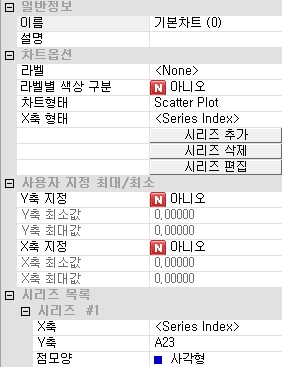 일반정보
이름 기본차트 (0)
설명
차트옵션
라벨 <None>
라벨별 색상 구분 N 아니오
차트형태 Scatter Plot
X축 형태 <Series Index>
시리즈 추가
시리즈 삭제
시리즈 편집
사용자 지정 최대/최소
Y축 지정 N 아니오
Y축 최소값 0,00000
Y축 최대값 0,00000
X축 지정 N 아니오
X축 최소값 0,00000
X축 최대값 0,00000
시리즈 목록
시리즈 #1
X축 <Series Index>
Y축 A23
점모양 사각형